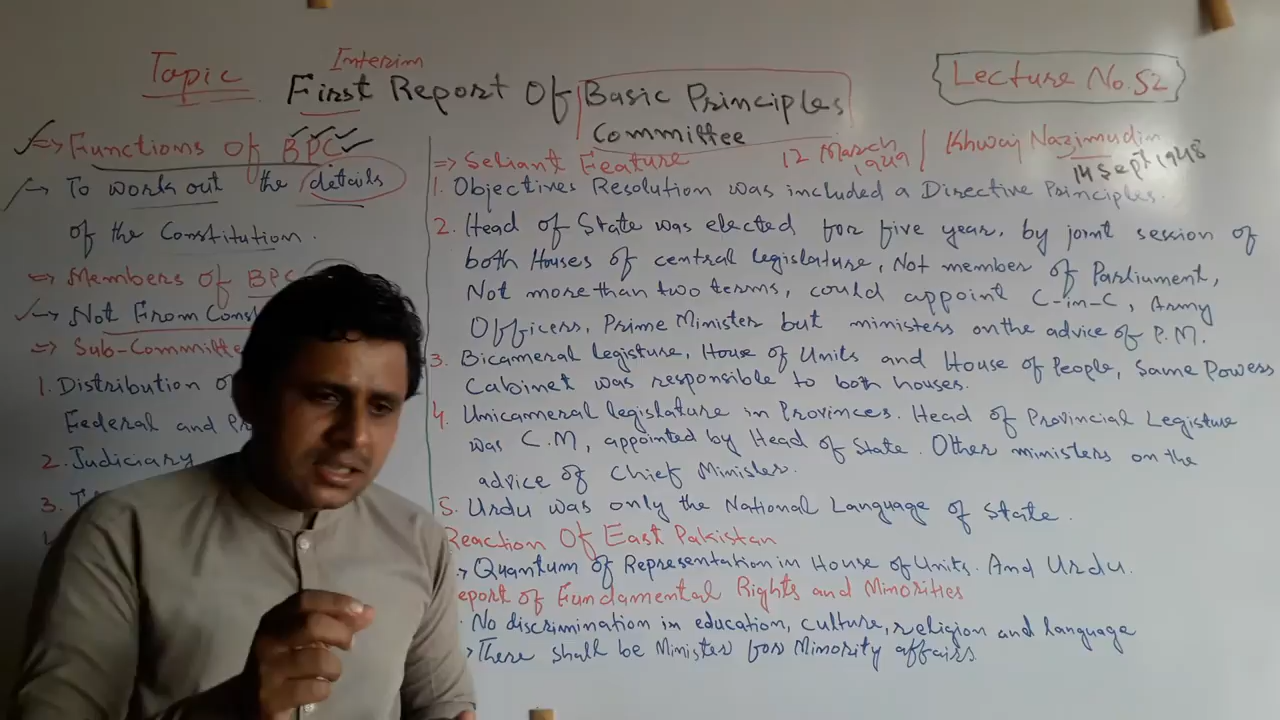 Topic
Interim
First Report Of Basic Principles
Committee
Lecture No. 52
=> Functions Of BPC
To work out the details
of the Constitution.
=> Members of BPC
Not From Const
=> Sub-Committe
1. Distribution of
Federal and Pr
2. Judiciary
3.
=> Seliant Feature
12 March 1949 / Khwaj Nazimudin
14 Sept 1948
1. Objectives Resolution was included a Directive Principles.
2. Head of State was elected for five year, by joint session of
both Houses of central legislature, Not member of Parliument,
Not more than two terms, could appoint C-in-C, Army
Officers, Prime Minister but ministers on the advice of P.M.
3. Bicameral legisture, House of Units and House of People, Same Powers
Cabinet was responsible to both houses.
4. Unicameral legislature in Provinces. Head of Provincial Legisture
was C.M, appointed by Head of State. Other ministers on the
advice of Chief Minister.
5. Urdu was only the National Language of State.
Reaction Of East Pakistan
Quantum of Representation in House of Units. And Urdu.
eport of Fundamental Rights and Minorities
No discrimination in education, culture, religion and language
There shall be Minister for Minority affairs.